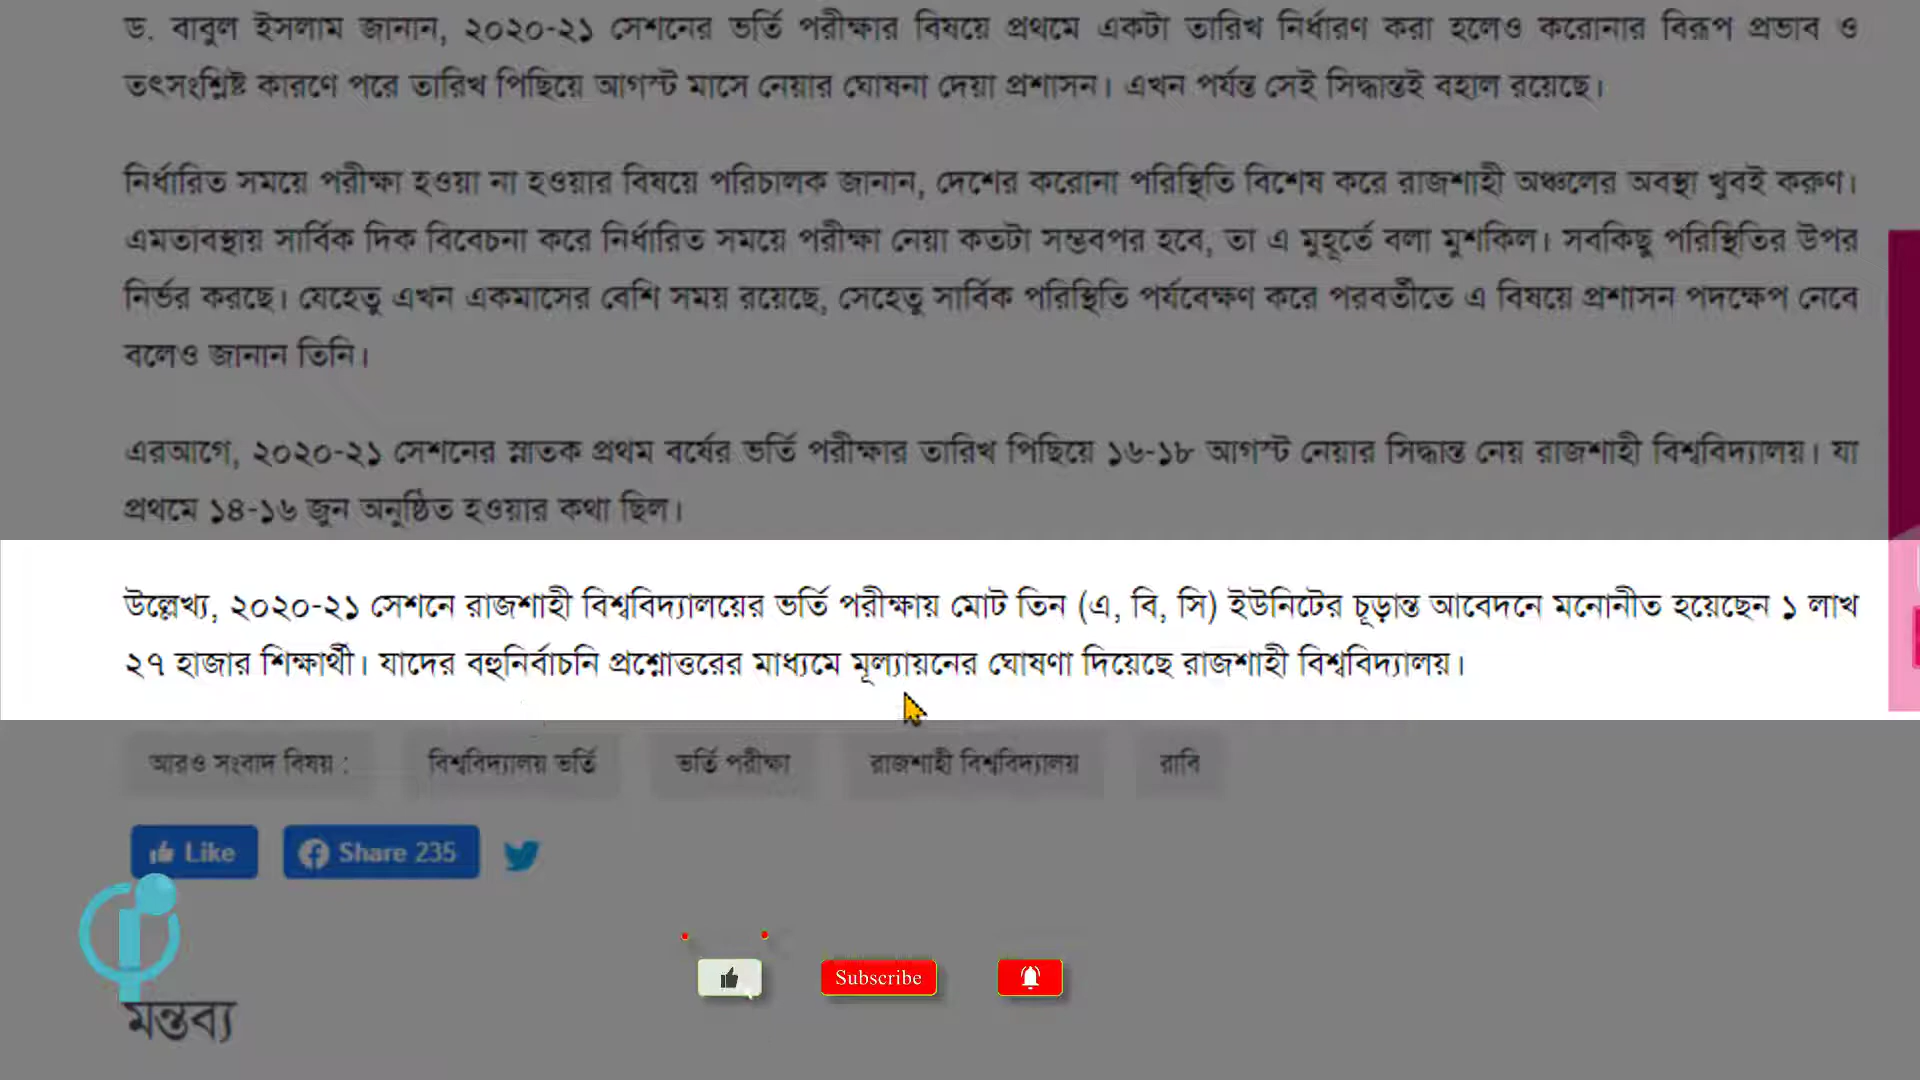 ড. বাবুল ইসলাম জানান, ২০২০-২১ সেশনের ভর্তি পরীক্ষার বিষয়ে প্রথমে একটা তারিখ নির্ধারণ করা হলেও করোনার বিরূপ প্রভাব ও
তৎসংশ্লিষ্ট কারণে পরে তারিখ পিছিয়ে আগস্ট মাসে নেয়ার ঘোষনা দেয়া প্রশাসন। এখন পর্যন্ত সেই সিদ্ধান্তই বহাল রয়েছে।
নির্ধারিত সময়ে পরীক্ষা হওয়া না হওয়ার বিষয়ে পরিচালক জানান, দেশের করোনা পরিস্থিতি বিশেষ করে রাজশাহী অঞ্চলের অবস্থা খুবই করুণ।
এমতাবস্থায় সার্বিক দিক বিবেচনা করে নির্ধারিত সময়ে পরীক্ষা নেয়া কতটা সম্ভবপর হবে, তা এ মুহূর্তে বলা মুশকিল। সবকিছু পরিস্থিতির উপর
নির্ভর করছে। যেহেতু এখন একমাসের বেশি সময় রয়েছে, সেহেতু সার্বিক পরিস্থিতি পর্যবেক্ষণ করে পরবর্তীতে এ বিষয়ে প্রশাসন পদক্ষেপ নেবে
বলেও জানান তিনি।
এরআগে, ২০২০-২১ সেশনের স্নাতক প্রথম বর্ষের ভর্তি পরীক্ষার তারিখ পিছিয়ে ১৬-১৮ আগস্ট নেয়ার সিদ্ধান্ত নেয় রাজশাহী বিশ্ববিদ্যালয়। যা
প্রথমে ১৪-১৬ জুন অনুষ্ঠিত হওয়ার কথা ছিল।
উল্লেখ্য, ২০২০-২১ সেশনে রাজশাহী বিশ্ববিদ্যালয়ের ভর্তি পরীক্ষায় মোট তিন (এ, বি, সি) ইউনিটের চূড়ান্ত আবেদনে মনোনীত হয়েছেন ১ লাখ
২৭ হাজার শিক্ষার্থী। যাদের বহুনির্বাচনি প্রশ্নোত্তরের মাধ্যমে মূল্যায়নের ঘোষণা দিয়েছে রাজশাহী বিশ্ববিদ্যালয়।
আরও সংবাদ বিষয় : বিশ্ববিদ্যালয় ভর্তি ভর্তি পরীক্ষা রাজশাহী বিশ্ববিদ্যালয় রাবি
Like Share 235
Subscribe
মন্তব্য